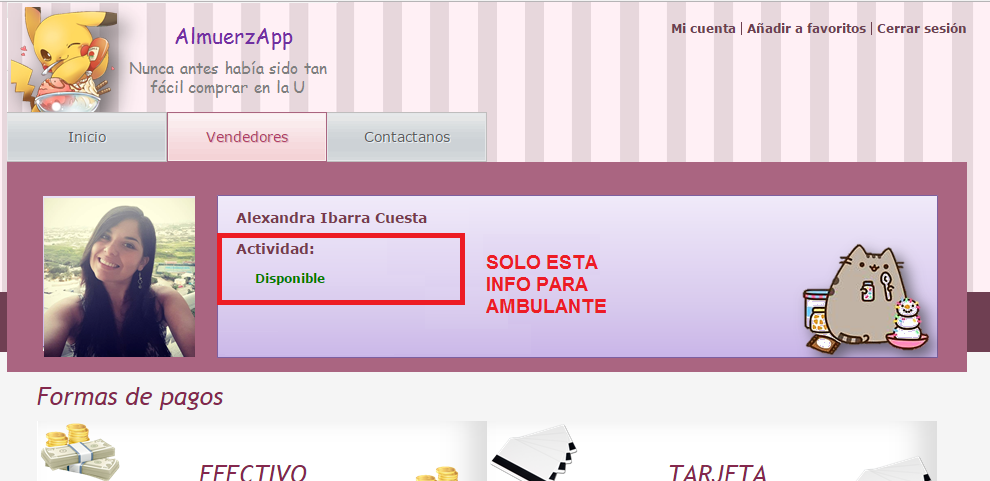 AlmuerzApp
Nunca antes había sido tan
fácil comprar en la U
Mi cuenta | Añadir a favoritos | Cerrar sesión
Inicio
Vendedores
Contactanos
Alexandra Ibarra Cuesta
Actividad:
Disponible
SOLO ESTA
INFO PARA
AMBULANTE
Formas de pagos
EFECTIVO
TARJETA